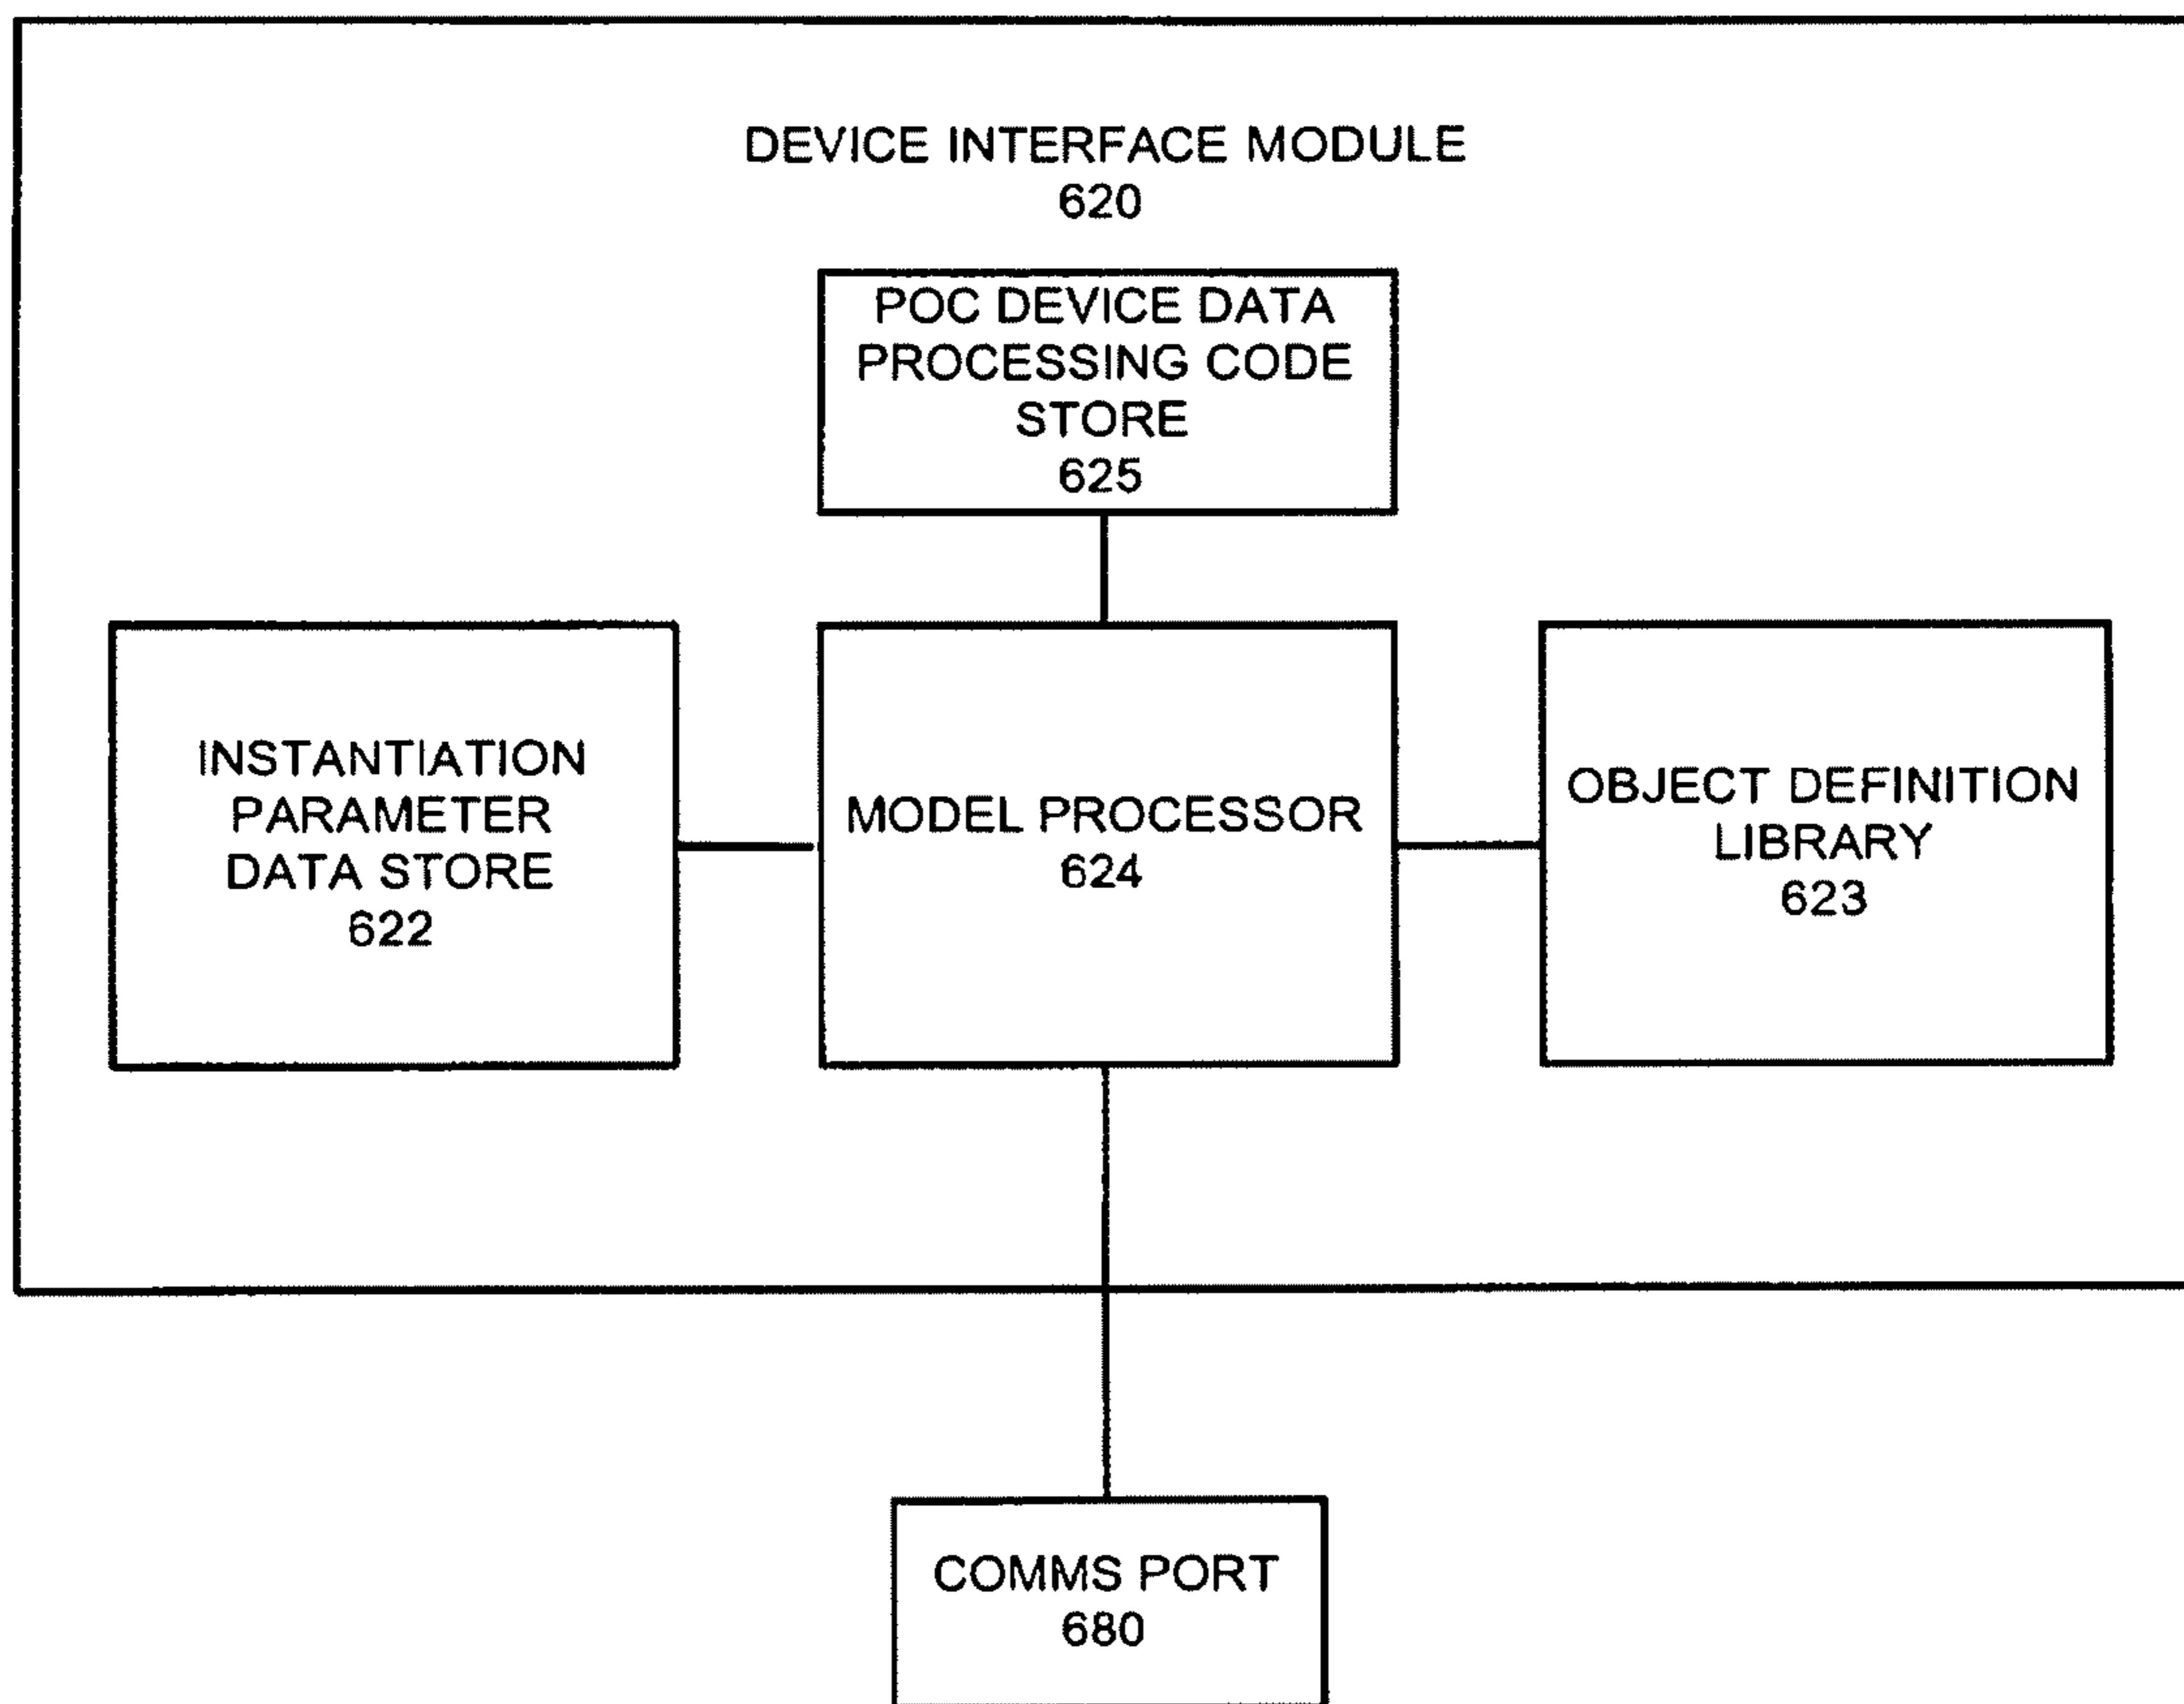 DEVICE INTERFACE MODULE
620
POC DEVICE DATA
PROCESSING CODE
STORE
625
INSTANTIATION
PARAMETER
DATA STORE
622
MODEL PROCESSOR
624
OBJECT DEFINITION
LIBRARY
623
COMMS PORT
680